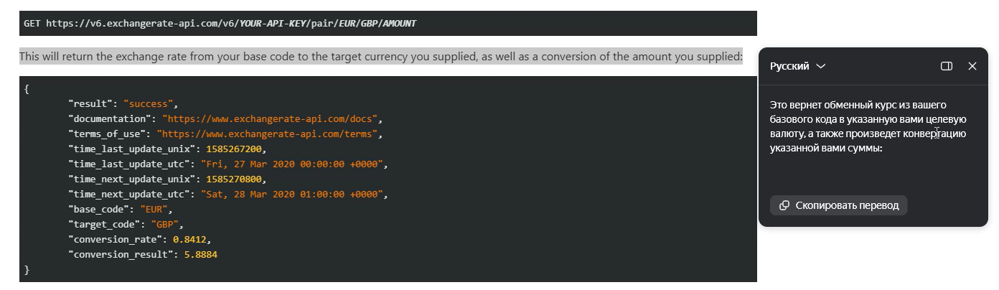 GET https://v6.exchangerate-api.com/v6/YOUR-API-KEY/pair/EUR/GBP/AMOUNT
This will return the exchange rate from your base code to the target currency you supplied, as well as a conversion of the amount you supplied:
{
"result": "success",
"documentation": "https://www.exchangerate-api.com/docs",
"terms_of_use": "https://www.exchangerate-api.com/terms",
"time_last_update_unix": 1585267200,
"time_last_update_utc": "Fri, 27 Mar 2020 00:00:00 +0000",
"time_next_update_unix": 1585270800,
"time_next_update_utc": "Sat, 28 Mar 2020 01:00:00 +0000",
"base_code": "EUR",
"target_code": "GBP",
"conversion_rate": 0.8412,
"conversion_result": 5.8884
}
Русский
Это вернет обменный курс из вашего
базового кода в указанную вами целевую
валюту, а также произведет конвертацию
указанной вами суммы:
Скопировать перевод